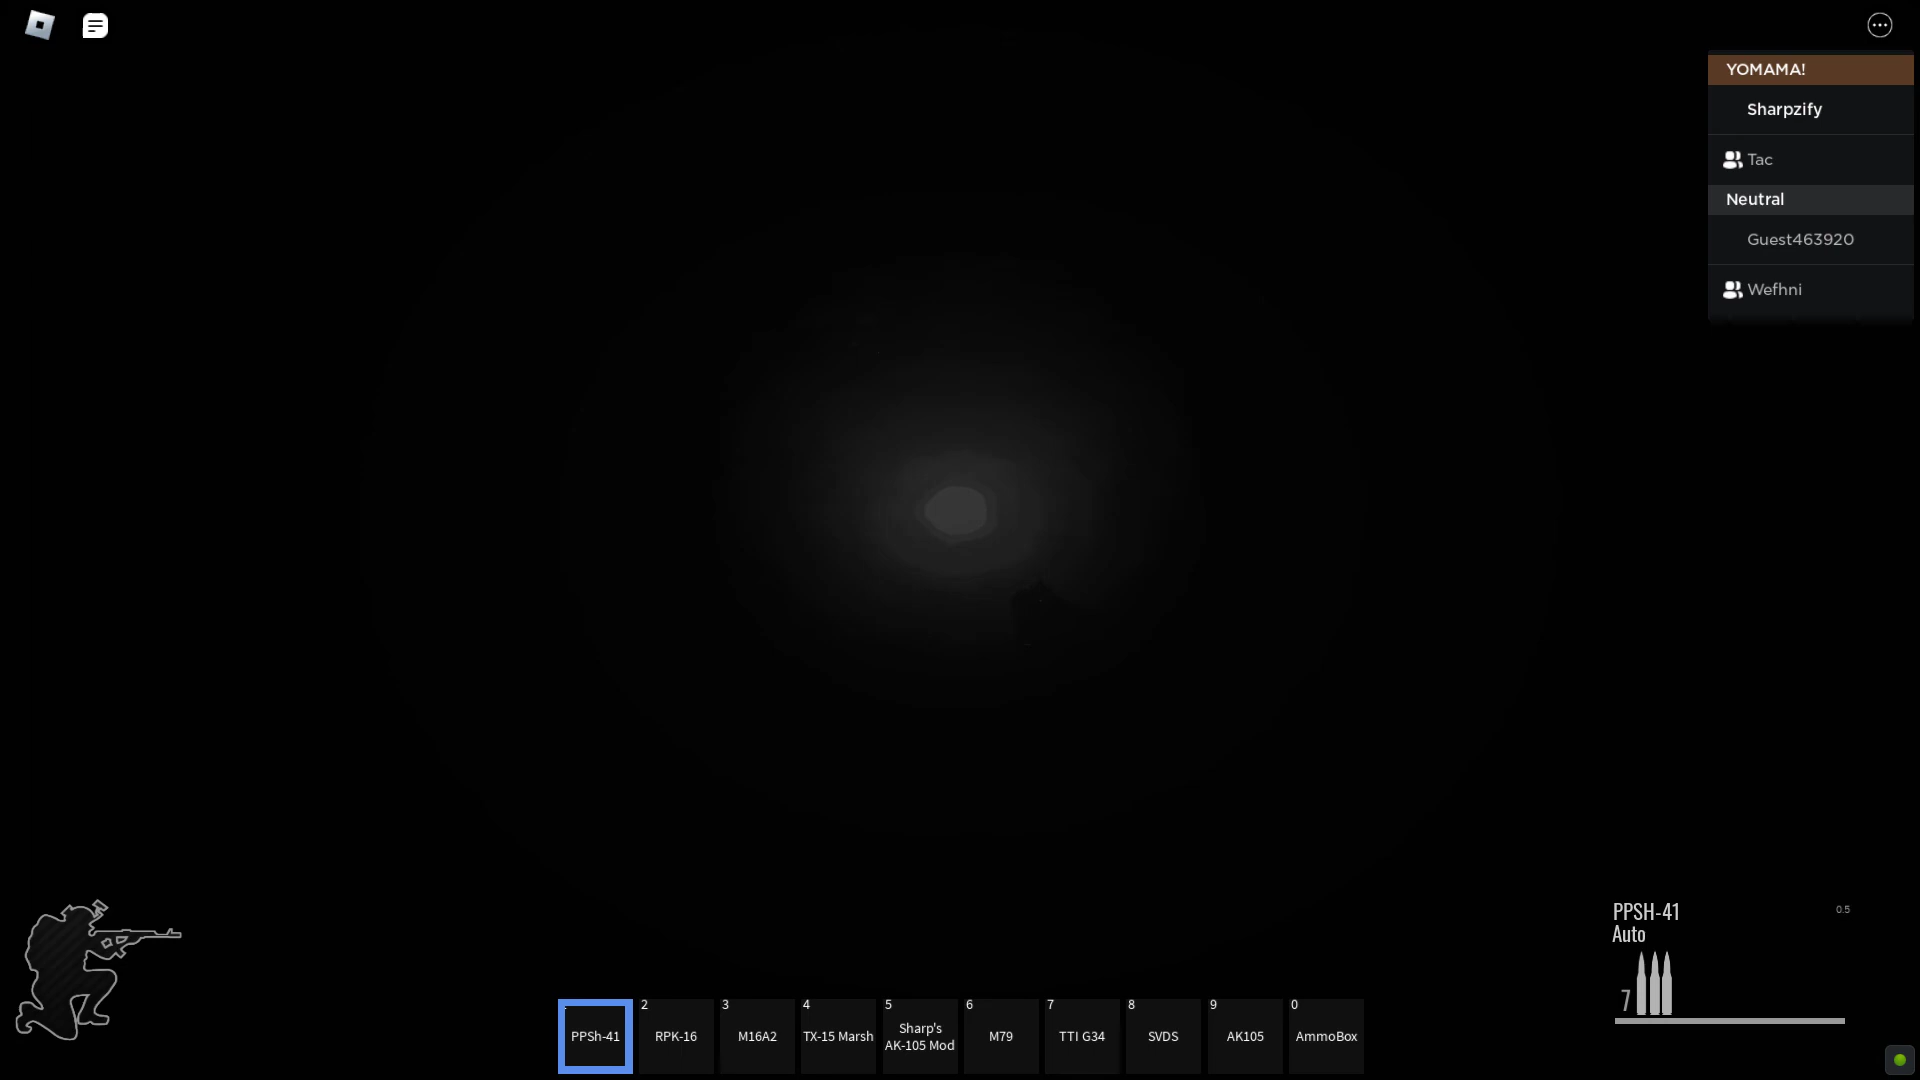 YOMAMA!
Sharpzify
Tac
Neutral
Guest463920
Wefhni
PPSH-41
0.5
Auto
7
2
3
4
5
6
7
8
9
0
PPSh-41
RPK-16
M16A2
TX-15 Marsh
Sharp's
AK-105 Mod
M79
TTI G34
SVDS
AK105
AmmoBox